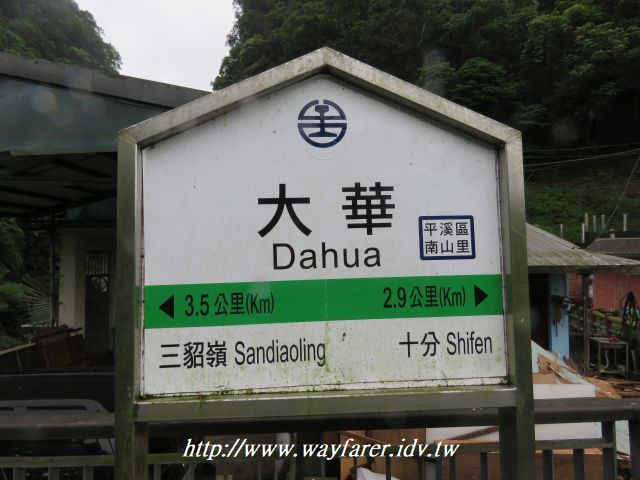 大華
Dahua
平溪區
南山里
3.5公里(Km)
2.9公里(Km)
三貂嶺 Sandiaoling
十分 Shifen
http://www.wayfarer.idv.tw